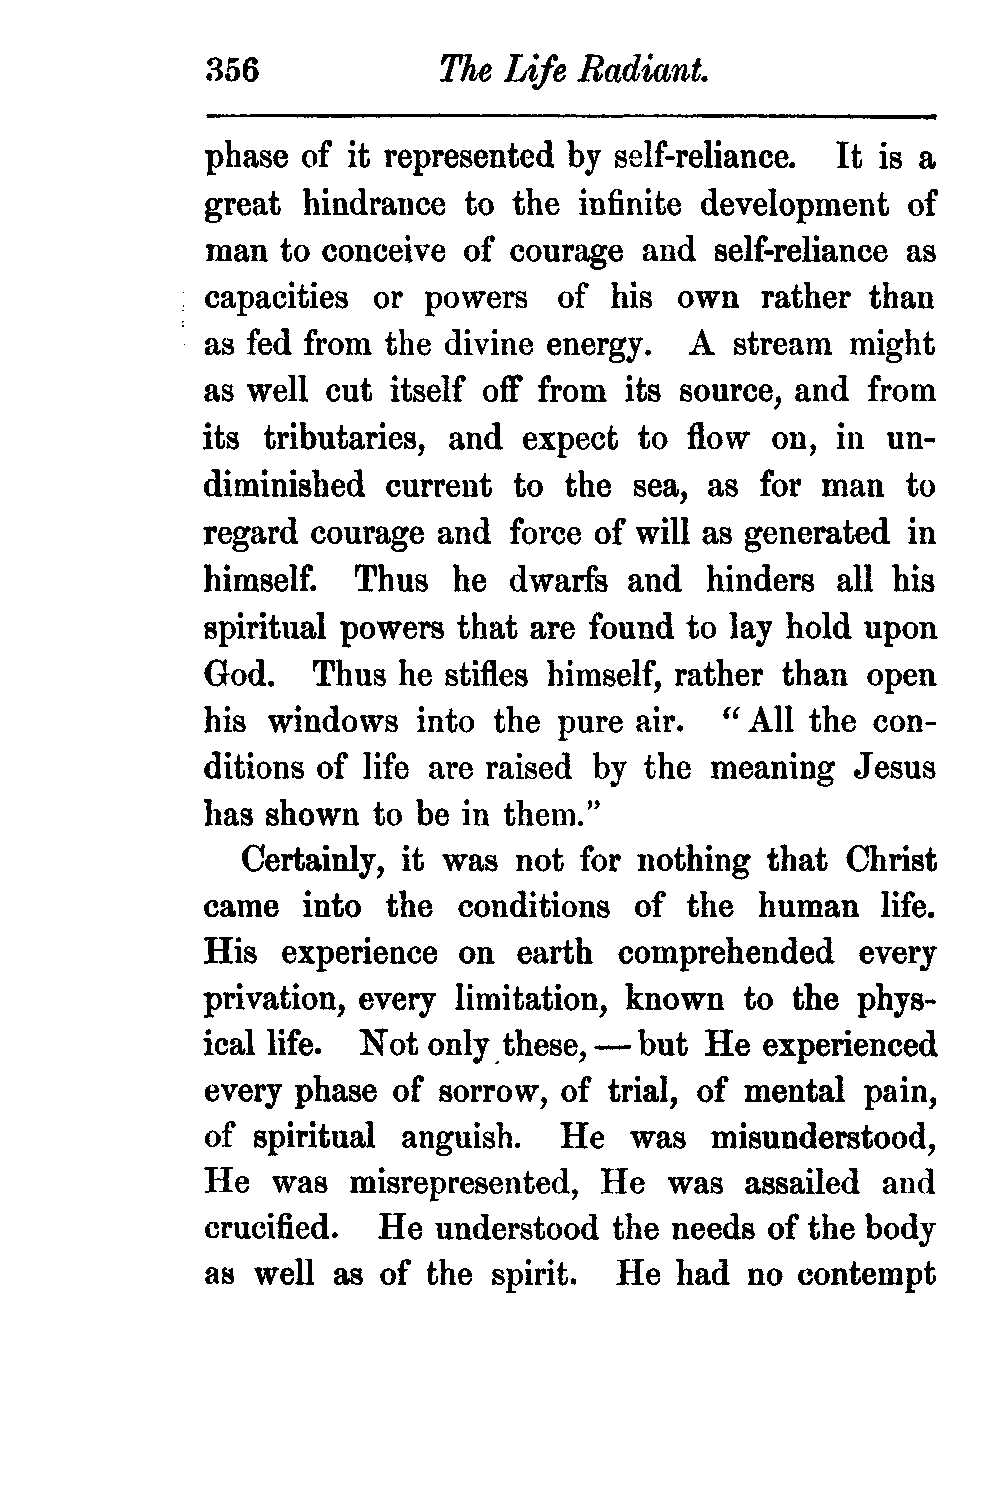 356 The Life Radiant.
phase of it represented by self-reliance. It is a
great hindrance to the infinite development of
man to conceive of courage and self-reliance as
capacities or powers of his own rather than
as fed from the divine energy. A stream might
as well cut itself off from its source, and from
its tributaries, and expect to flow on, in un-
diminished current to the sea, as for man to
regard courage and force of will as generated in
himself. Thus he dwarfs and hinders all his
spiritual powers that are found to lay hold upon
God. Thus he stifles himself, rather than open
his windows into the pure air. “All the con-
ditions of life are raised by the meaning Jesus
has shown to be in them.”
Certainly, it was not for nothing that Christ
came into the conditions of the human life.
His experience on earth comprehended every
privation, every limitation, known to the phys-
ical life. Not only these, — but He experienced
every phase of sorrow, of trial, of mental pain,
of spiritual anguish. He was misunderstood,
He was misrepresented, He was assailed and
crucified. He understood the needs of the body
as well as of the spirit. He had no contempt